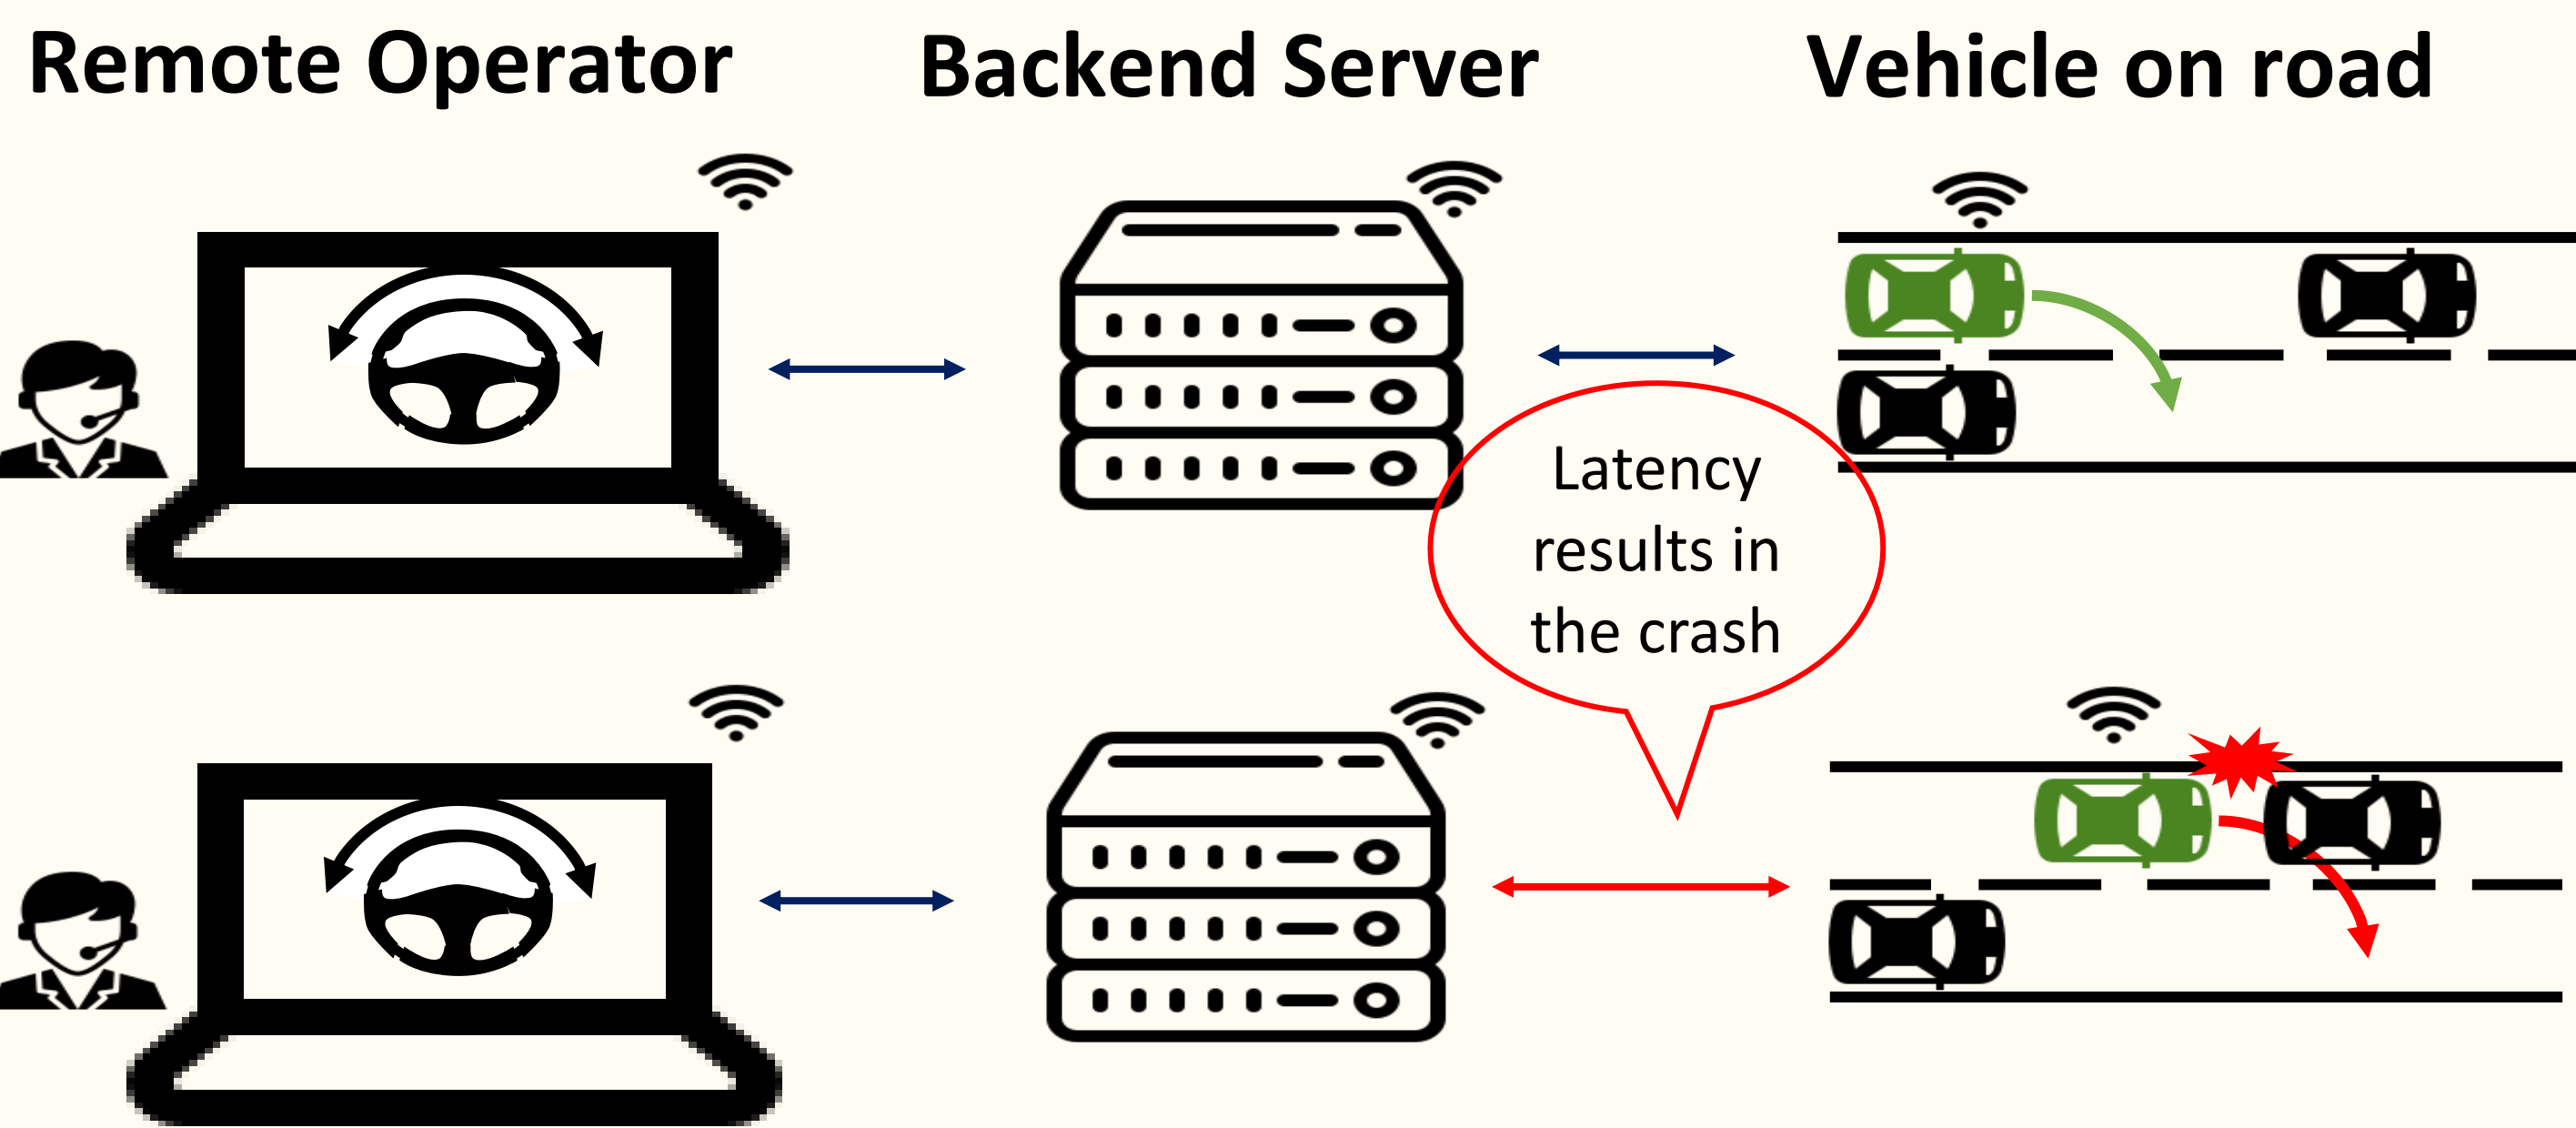 Remote Operator
Backend Server
Vehicle on road
Latency
results in
the crash